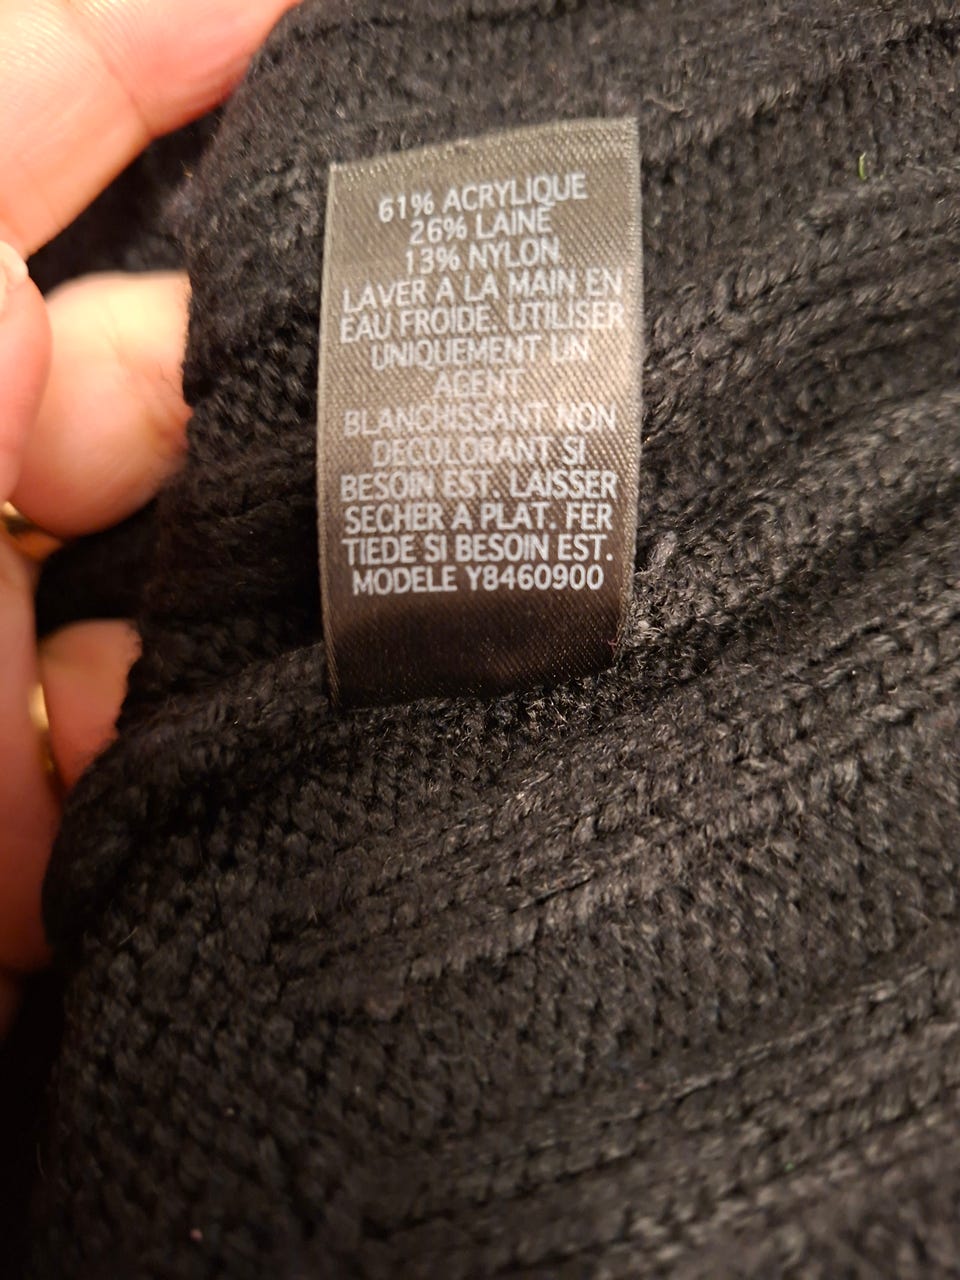 61% ACRYLIQUE
26% LAINE
13% NYLON
LAVER A LA MAIN EN
EAU FROIDE. UTILISER
UNIQUEMENT UN
AGENT
BLANCHISSANT NON
DECOLORANT SI
BESOIN EST. LAISSER
SECHER A PLAT. FER
TIEDE SI BESOIN EST.
MODELE Y8460900